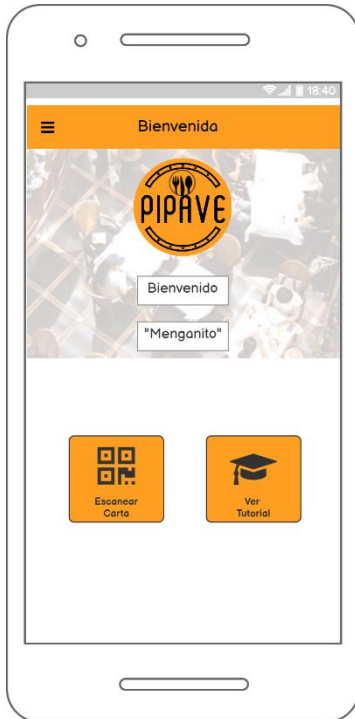 18:40
Bienvenida
PIPAVE
Bienvenido
"Menganito"
Escanear
Carta
Ver
Tutorial